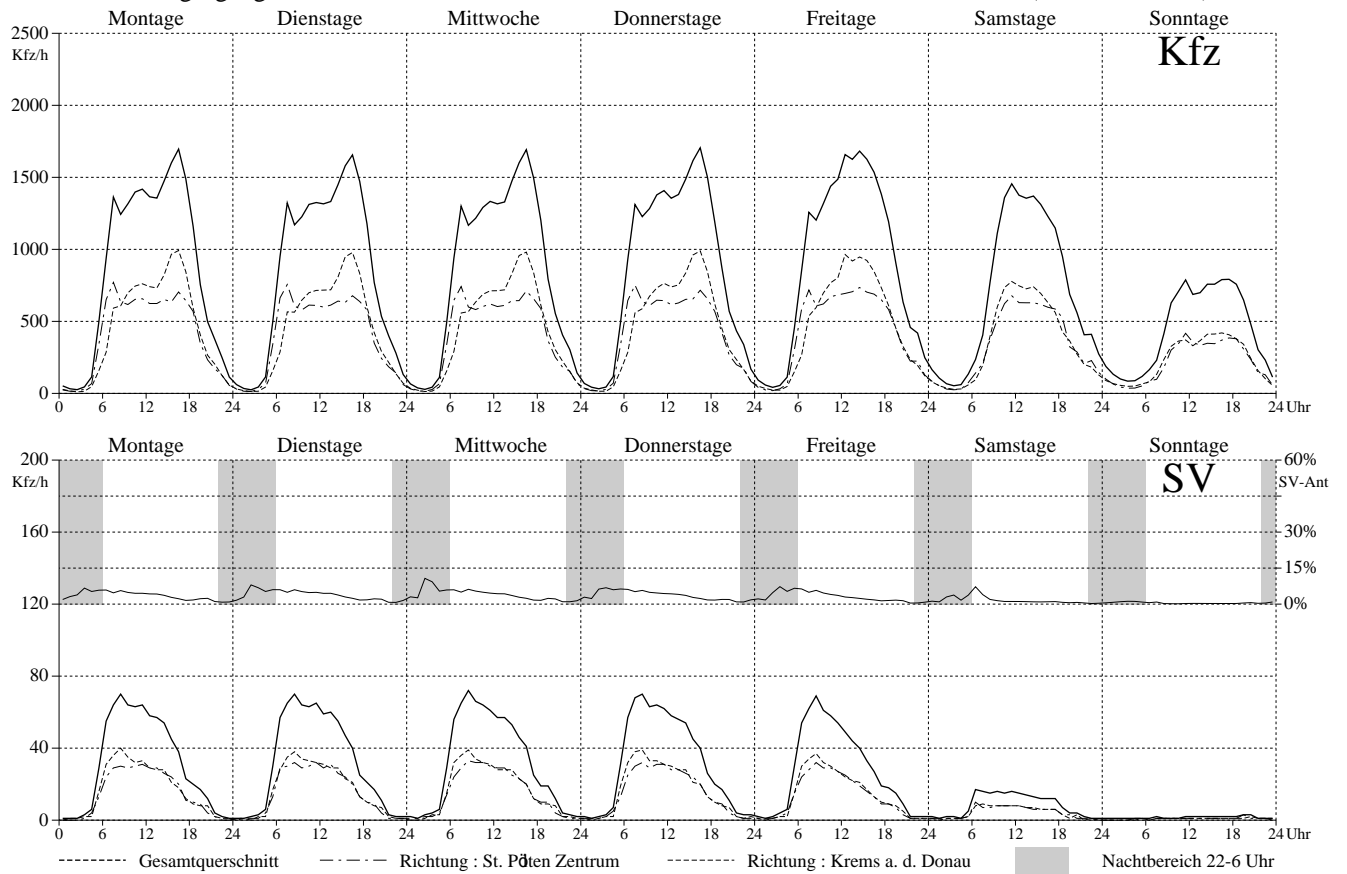 Montage Dienstage Mittwoche Donnerstage Freitage Samstage Sonntage
2500
Kfz/h
Kfz
2000
1500
1000
500
0
0 6 12 18 24 6 12 18 24 6 12 18 24 6 12 18 24 6 12 18 24 6 12 18 24 6 12 18 24 Uhr
Montage Dienstage Mittwoche Donnerstage Freitage Samstage Sonntage
200 60%
Kfz/h SV SV-Ant
160 30%
15%
120 0%
80
40
0
0 6 12 18 24 6 12 18 24 6 12 18 24 6 12 18 24 6 12 18 24 6 12 18 24 6 12 18 24 Uhr
Gesamtquerschnitt Richtung : St. Pölten Zentrum Richtung : Krems a. d. Donau Nachtbereich 22-6 Uhr